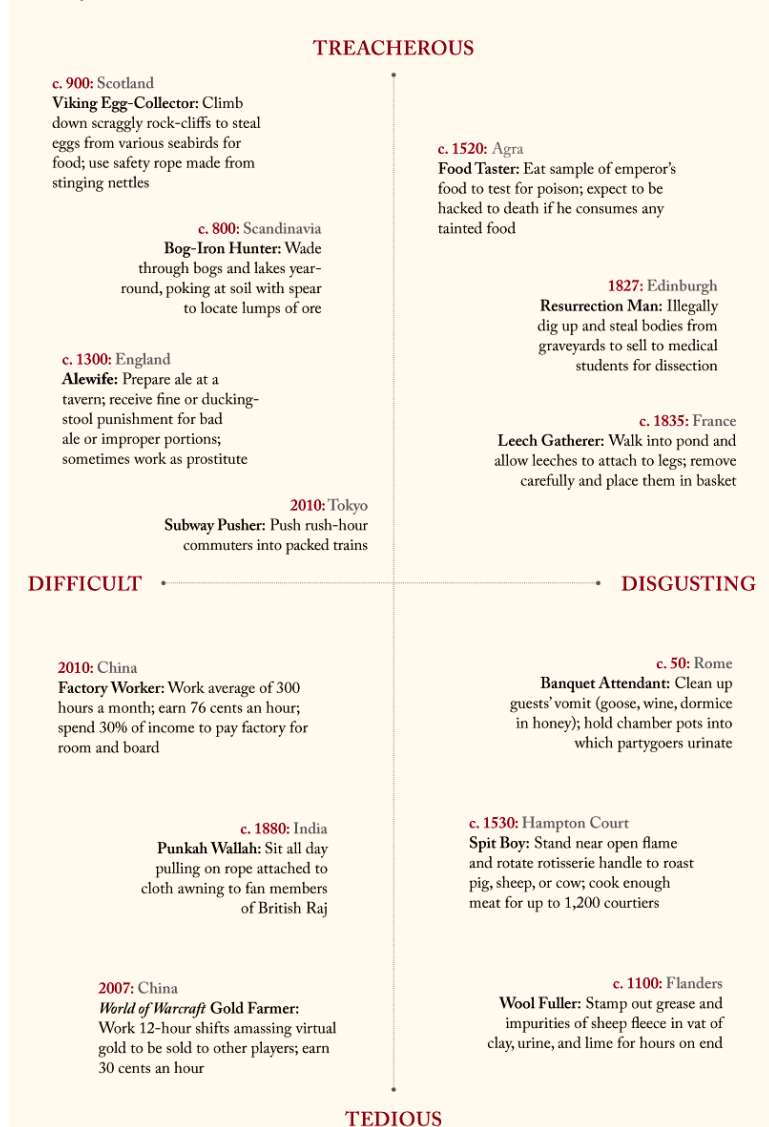 TREACHEROUS
c. 900: Scotland
Viking Egg-Collector: Climb
down scraggly rock-cliffs to steal
eggs from various seabirds for
food; use safety rope made from
stinging nettles
c. 1520: Agra
Food Taster: Eat sample of emperor's
food to test for poison; expect to be
hacked to death if he consumes any
tainted food
c. 800: Scandinavia
Bog-Iron Hunter: Wade
through bogs and lakes year-
round, poking at soil with spear
to locate lumps of ore
1827: Edinburgh
Resurrection Man: Illegally
dig up and steal bodies from
graveyards to sell to medical
students for dissection
c. 1300: England
Alewife: Prepare ale at a
tavern; receive fine or ducking-
stool punishment for bad
ale or improper portions;
sometimes work as prostitute
c. 1835: France
Leech Gatherer: Walk into pond and
allow leeches to attach to legs; remove
carefully and place them in basket
2010: Tokyo
Subway Pusher: Push rush-hour
commuters into packed trains
DIFFICULT
DISGUSTING
2010: China
Factory Worker: Work average of 300
hours a month; earn 76 cents an hour;
spend 30% of income to pay factory for
room and board
c. 50: Rome
Banquet Attendant: Clean up
guests' vomit (goose, wine, dormice
in honey); hold chamber pots into
which partygoers urinate
c. 1880: India
Punkah Wallah: Sit all day
pulling on rope attached to
cloth awning to fan members
of British Raj
c. 1530: Hampton Court
Spit Boy: Stand near open flame
and rotate rotisserie handle to roast
pig, sheep, or cow; cook enough
meat for up to 1,200 courtiers
2007: China
World of Warcraft Gold Farmer:
Work 12-hour shifts amassing virtual
gold to be sold to other players; earn
30 cents an hour
c. 1100: Flanders
Wool Fuller: Stamp out grease and
impurities of sheep fleece in vat of
clay, urine, and lime for hours on end
TEDIOUS